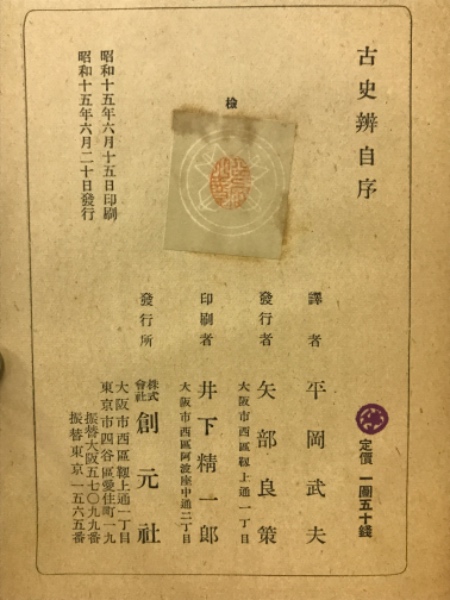 古史辨自序
定價 一圓五十錢
檢
譯者 平岡武夫
發行者 矢部良策
大阪市西區靱上通一丁目
印刷者 井下精一郎
大阪市西區阿波座中通二丁目
發行所 株式會社 創元社
大阪市西區靱上通一丁目
東京市四谷區愛住町一九
振替大阪五七〇九九番
振替東京一五六五番
昭和十五年六月十五日印刷
昭和十五年六月二十日發行